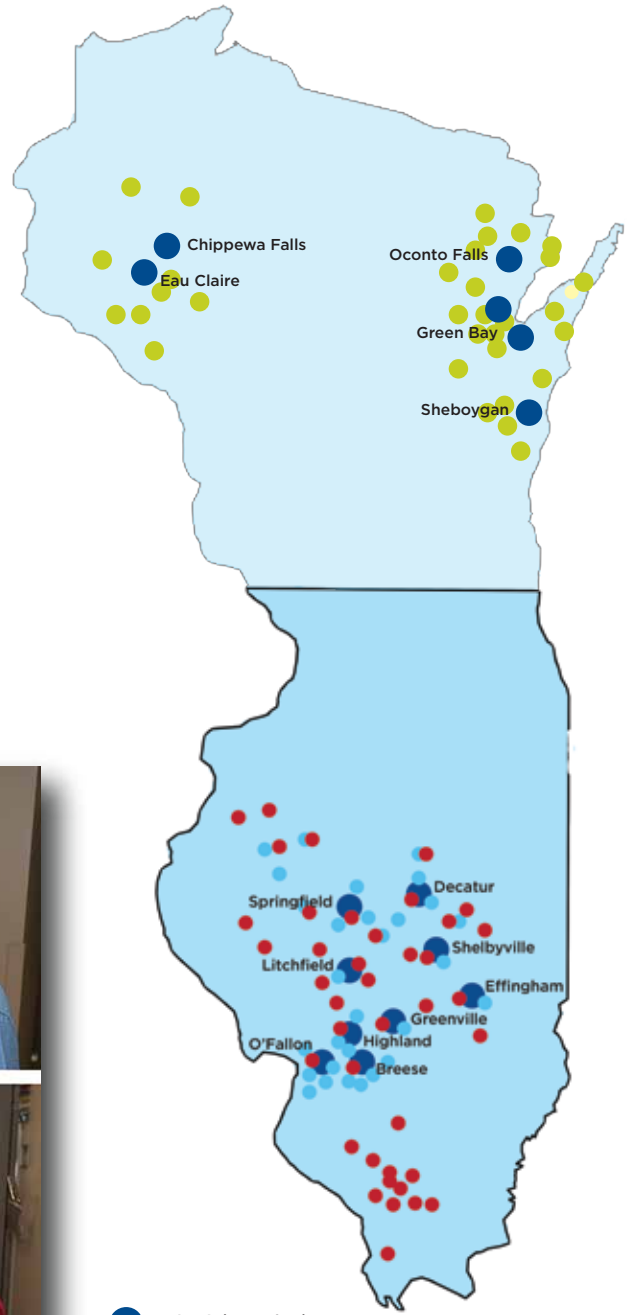 Chippewa Falls
Oconto Falls
Eau Claire
Green Bay
Sheboygan
Decatur
Springfield
Shelbyville
Litchfield
Effingham
Greenville
O'Fallon
Highland
Breese